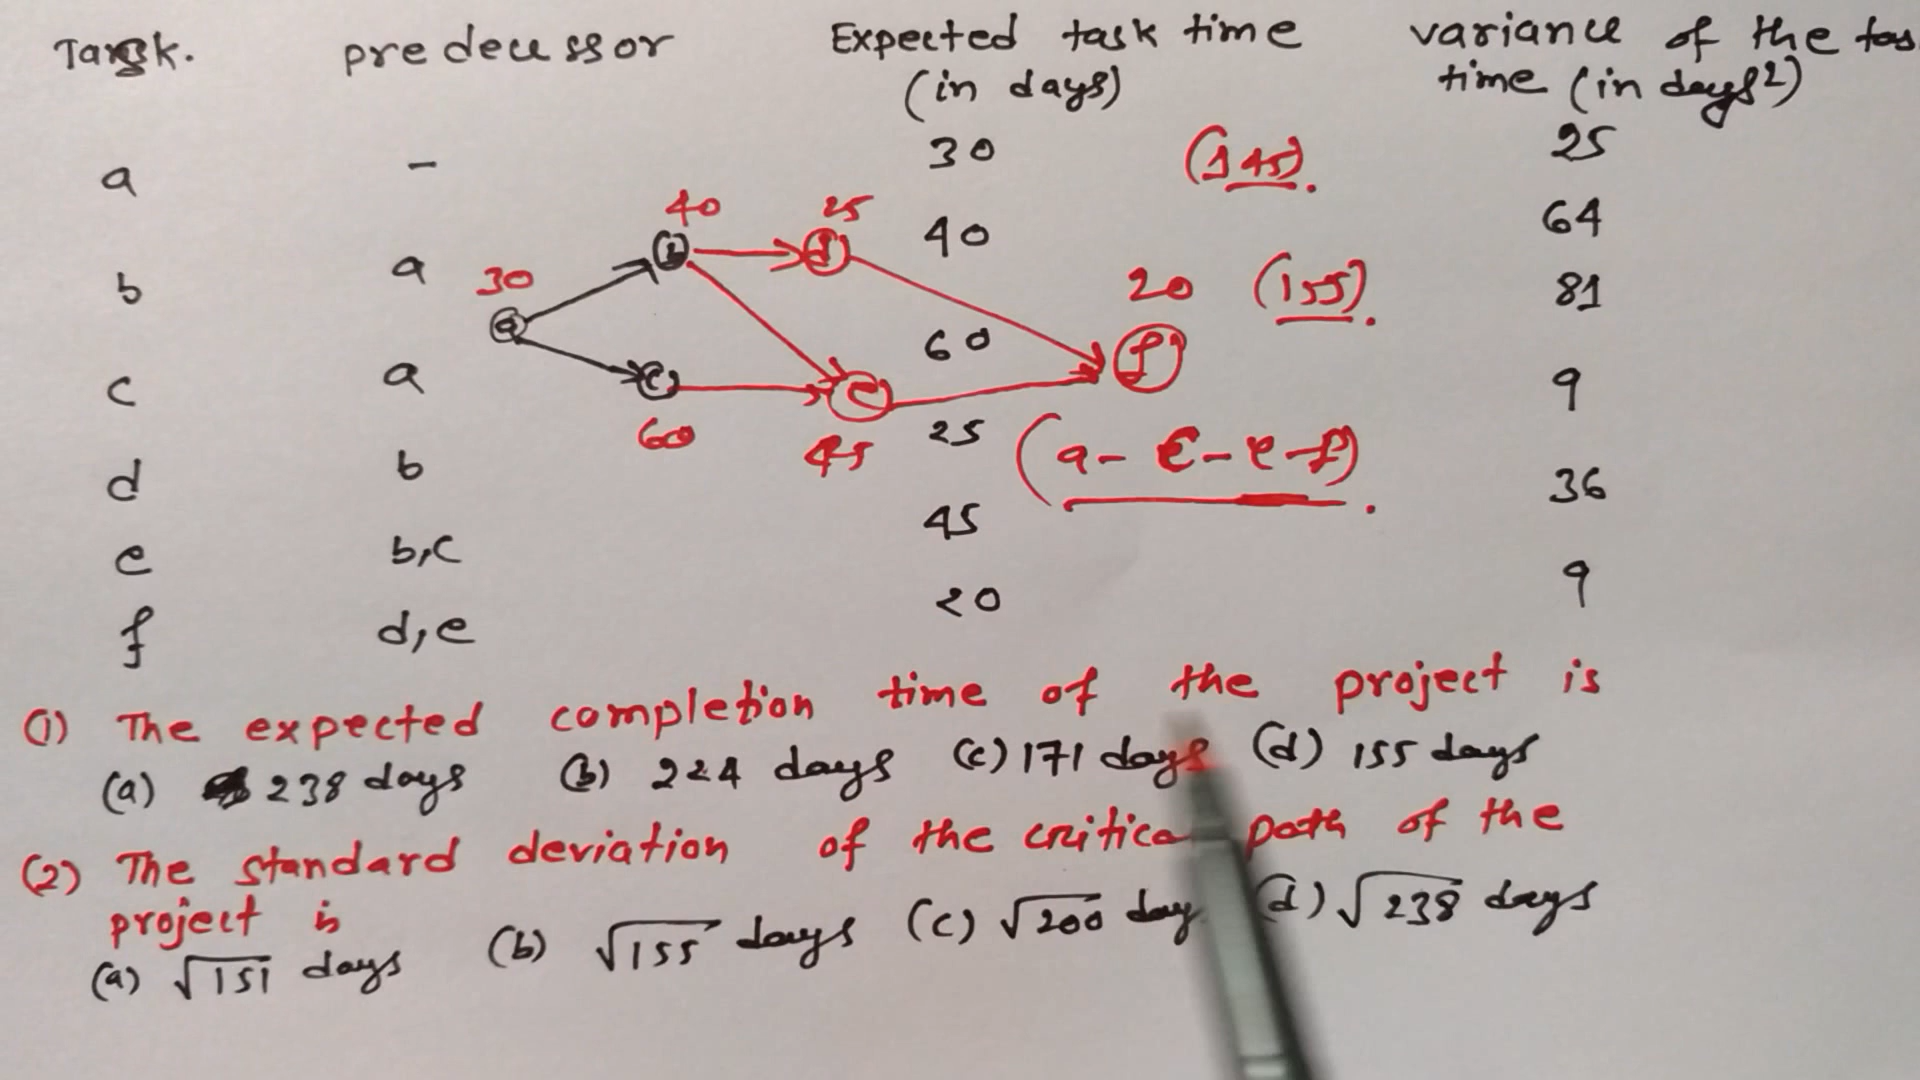 Task. predecessor Expected task time variance of the tas
(in days) time (in days²)
a - 30 25
b a 40 64
c a 60 81
d b 25 9
e b,c 45 36
f d,e 20 9
(145).
40 25
30 b d
a 20 (155).
c e f
60 45
(a- c-e-f).
(1) The expected completion time of the project is
(a) 238 days (b) 224 days (c) 171 days (d) 155 days
(2) The standard deviation of the critica path of the
project is
(a) √151 days (b) √155 days (c) √200 day (d) √238 days